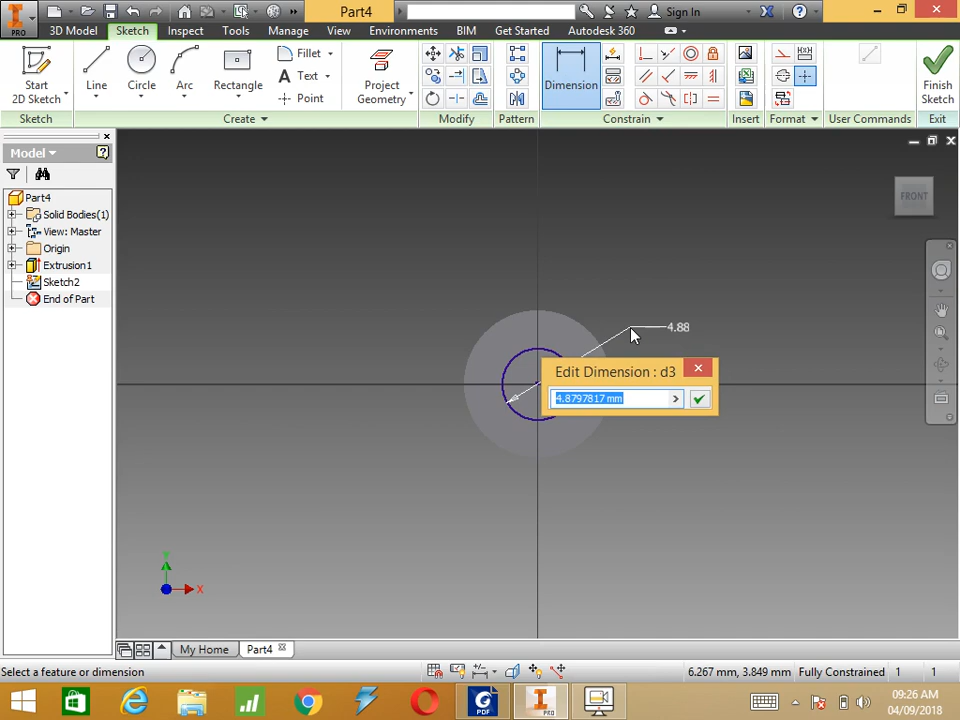 Part4
Sign In
PRO
3D Model
Sketch
Inspect
Tools
Manage
View
Environments
BIM
Get Started
Autodesk 360
Start
2D Sketch
Line
Circle
Arc
Rectangle
Fillet
Text
Point
Project
Geometry
Dimension
Finish
Sketch
Sketch
Create
Modify
Pattern
Constrain
Insert
Format
User Commands
Exit
Model
Part4
Solid Bodies(1)
View: Master
Origin
Extrusion1
Sketch2
End of Part
FRONT
4.88
Edit Dimension : d3
4.8797817 mm
Y
X
My Home
Part4
Select a feature or dimension
6.267 mm, 3.849 mm
Fully Constrained
1
1
PDF
PRO
09:26 AM
04/09/2018